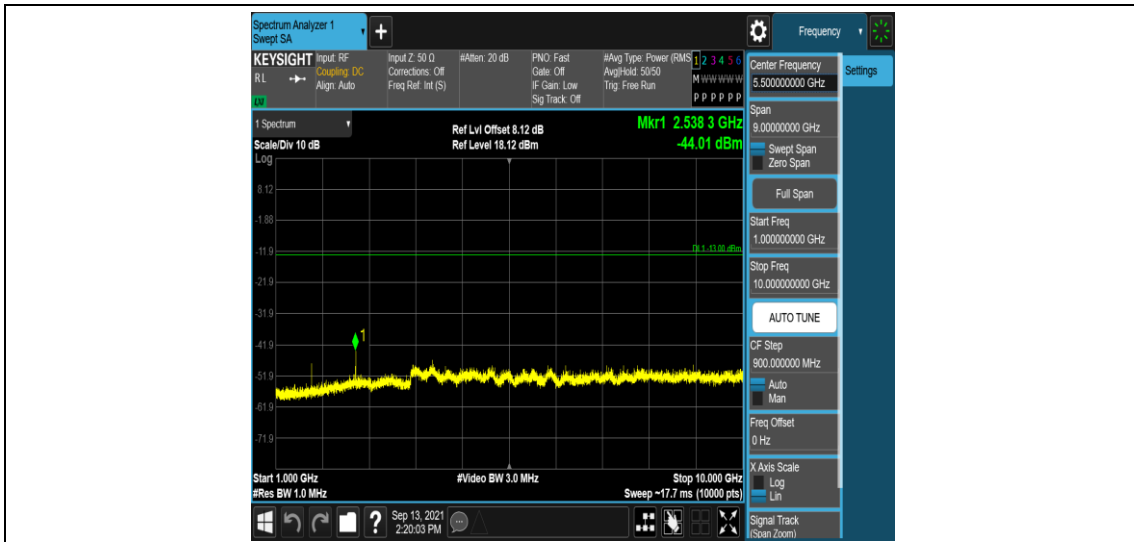 Spectrum Analyzer 1
Swept SA
+
Frequency
KEYSIGHT
RL
LXI
Input: RF
Coupling: DC
Align: Auto
Input Z: 50 Ω
Corrections: Off
Freq Ref: Int (S)
#Atten: 20 dB
PNO: Fast
Gate: Off
IF Gain: Low
Sig Track: Off
#Avg Type: Power (RMS
Avg|Hold: 50/50
Trig: Free Run
1 2 3 4 5 6
M W W W W W
P P P P P P
1 Spectrum
Scale/Div 10 dB
Ref Lvl Offset 8.12 dB
Ref Level 18.12 dBm
Mkr1 2.538 3 GHz
-44.01 dBm
Log
8.12
-1.88
-11.9
DL1 -13.00 dBm
-21.9
-31.9
1
-41.9
-51.9
-61.9
-71.9
Start 1.000 GHz
#Res BW 1.0 MHz
#Video BW 3.0 MHz
Stop 10.000 GHz
Sweep ~17.7 ms (10000 pts)
?
Sep 13, 2021
2:20:03 PM
Center Frequency
5.500000000 GHz
Settings
Span
9.00000000 GHz
Swept Span
Zero Span
Full Span
Start Freq
1.000000000 GHz
Stop Freq
10.000000000 GHz
AUTO TUNE
CF Step
900.000000 MHz
Auto
Man
Freq Offset
0 Hz
X Axis Scale
Log
Lin
Signal Track
(Span Zoom)